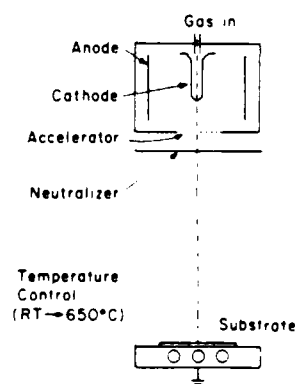 Gas in
Anode
Cathode
Accelerator
Neutralizer
Temperature
Control
(RT→650°C)
Substrate